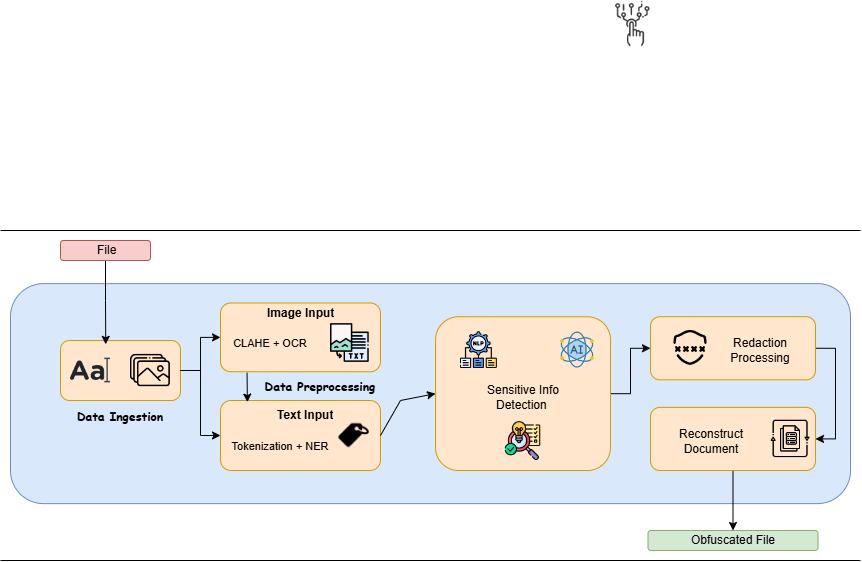 File
Image Input
CLAHE + OCR
TXT
Aa
Data Ingestion
Data Preprocessing
Text Input
Tokenization + NER
NLP
AI
Sensitive Info
Detection
Redaction
Processing
Reconstruct
Document
Obfuscated File